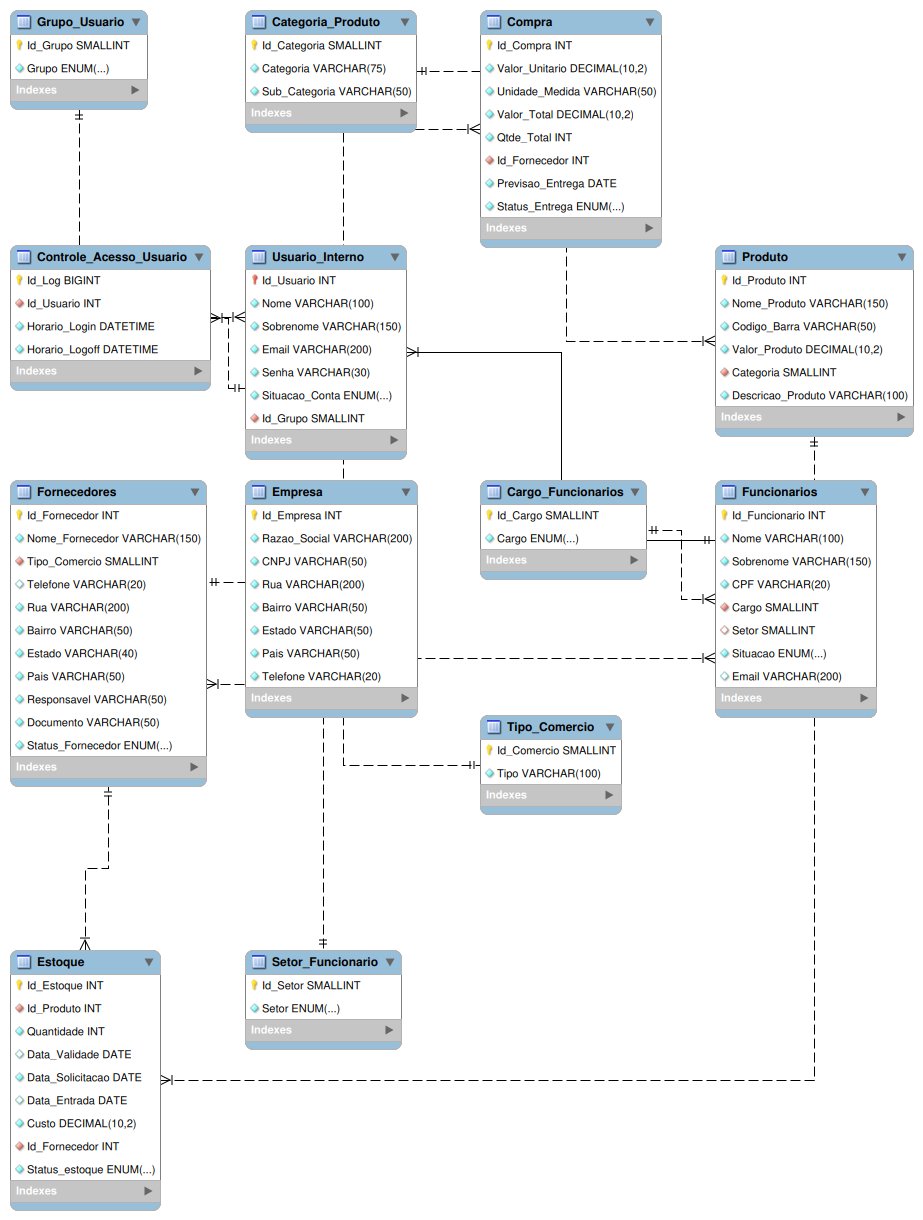 Grupo_Usuario
Id_Grupo SMALLINT
Grupo ENUM(...)
Indexes
Categoria_Produto
Id_Categoria SMALLINT
Categoria VARCHAR(75)
Sub_Categoria VARCHAR(50)
Indexes
Compra
Id_Compra INT
Valor_Unitario DECIMAL(10,2)
Unidade_Medida VARCHAR(50)
Valor_Total DECIMAL(10,2)
Qtde_Total INT
Id_Fornecedor INT
Previsao_Entrega DATE
Status_Entrega ENUM(...)
Indexes
Controle_Acesso_Usuario
Id_Log BIGINT
Id_Usuario INT
Horario_Login DATETIME
Horario_Logoff DATETIME
Indexes
Usuario_Interno
Id_Usuario INT
Nome VARCHAR(100)
Sobrenome VARCHAR(150)
Email VARCHAR(200)
Senha VARCHAR(30)
Situacao_Conta ENUM(...)
Id_Grupo SMALLINT
Indexes
Produto
Id_Produto INT
Nome_Produto VARCHAR(150)
Codigo_Barra VARCHAR(50)
Valor_Produto DECIMAL(10,2)
Categoria SMALLINT
Descricao_Produto VARCHAR(100)
Indexes
Fornecedores
Id_Fornecedor INT
Nome_Fornecedor VARCHAR(150)
Tipo_Comercio SMALLINT
Telefone VARCHAR(20)
Rua VARCHAR(200)
Bairro VARCHAR(50)
Estado VARCHAR(40)
Pais VARCHAR(50)
Responsavel VARCHAR(50)
Documento VARCHAR(50)
Status_Fornecedor ENUM(...)
Indexes
Empresa
Id_Empresa INT
Razao_Social VARCHAR(200)
CNPJ VARCHAR(50)
Rua VARCHAR(200)
Bairro VARCHAR(50)
Estado VARCHAR(50)
Pais VARCHAR(50)
Telefone VARCHAR(20)
Indexes
Cargo_Funcionarios
Id_Cargo SMALLINT
Cargo ENUM(...)
Indexes
Funcionarios
Id_Funcionario INT
Nome VARCHAR(100)
Sobrenome VARCHAR(150)
CPF VARCHAR(20)
Cargo SMALLINT
Setor SMALLINT
Situacao ENUM(...)
Email VARCHAR(200)
Indexes
Tipo_Comercio
Id_Comercio SMALLINT
Tipo VARCHAR(100)
Indexes
Estoque
Id_Estoque INT
Id_Produto INT
Quantidade INT
Data_Validade DATE
Data_Solicitacao DATE
Data_Entrada DATE
Custo DECIMAL(10,2)
Id_Fornecedor INT
Status_estoque ENUM(...)
Indexes
Setor_Funcionario
Id_Setor SMALLINT
Setor ENUM(...)
Indexes